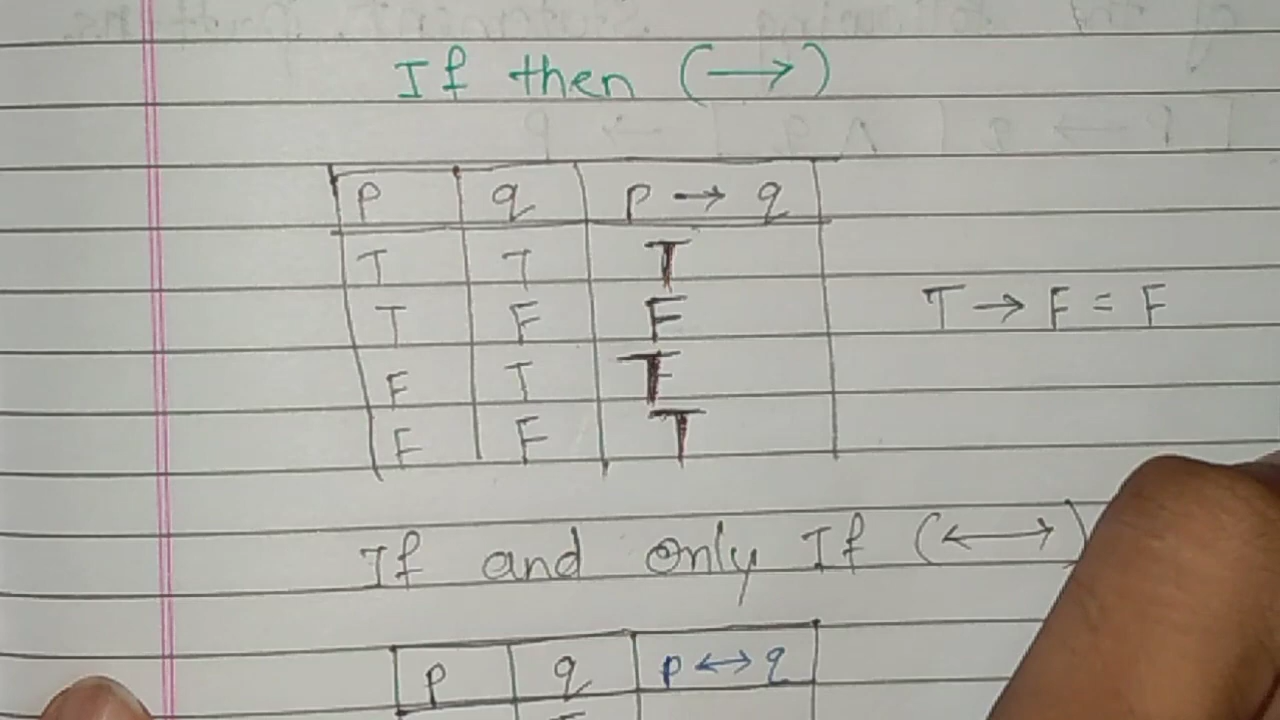 If then (→)
p q p → q
T T T
T F F
T → F = F
F T T
F F T
If and only If (↔)
p q p ↔ q